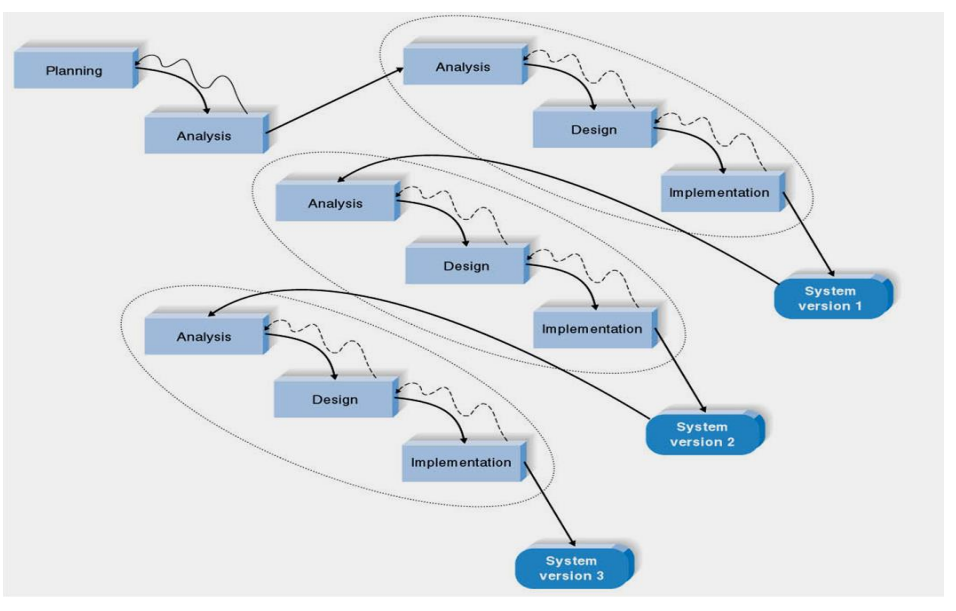 Planning
Analysis
Analysis
Design
Implementation
System
version 1
Analysis
Design
Implementation
System
version 2
Analysis
Design
Implementation
System
version 3